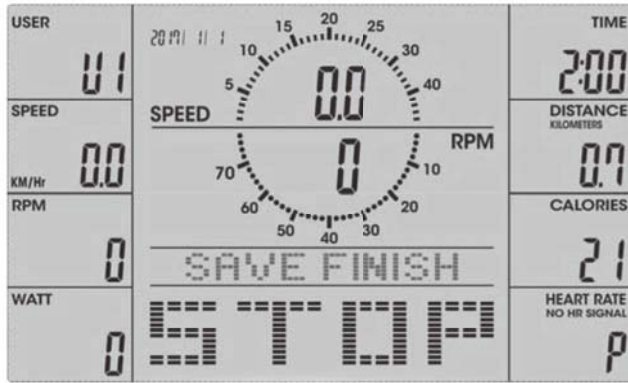 USER
U1
SPEED
KM/Hr 0.0
RPM
0
WATT
0
2017/ 1/ 1
5 10 15 20 25 30 40
SPEED 0.0
RPM
0
70 60 50 40 30 20 10
SAVE FINISH
STOP
TIME
2:00
DISTANCE
KILOMETERS
0.7
CALORIES
21
HEART RATE
NO HR SIGNAL
P